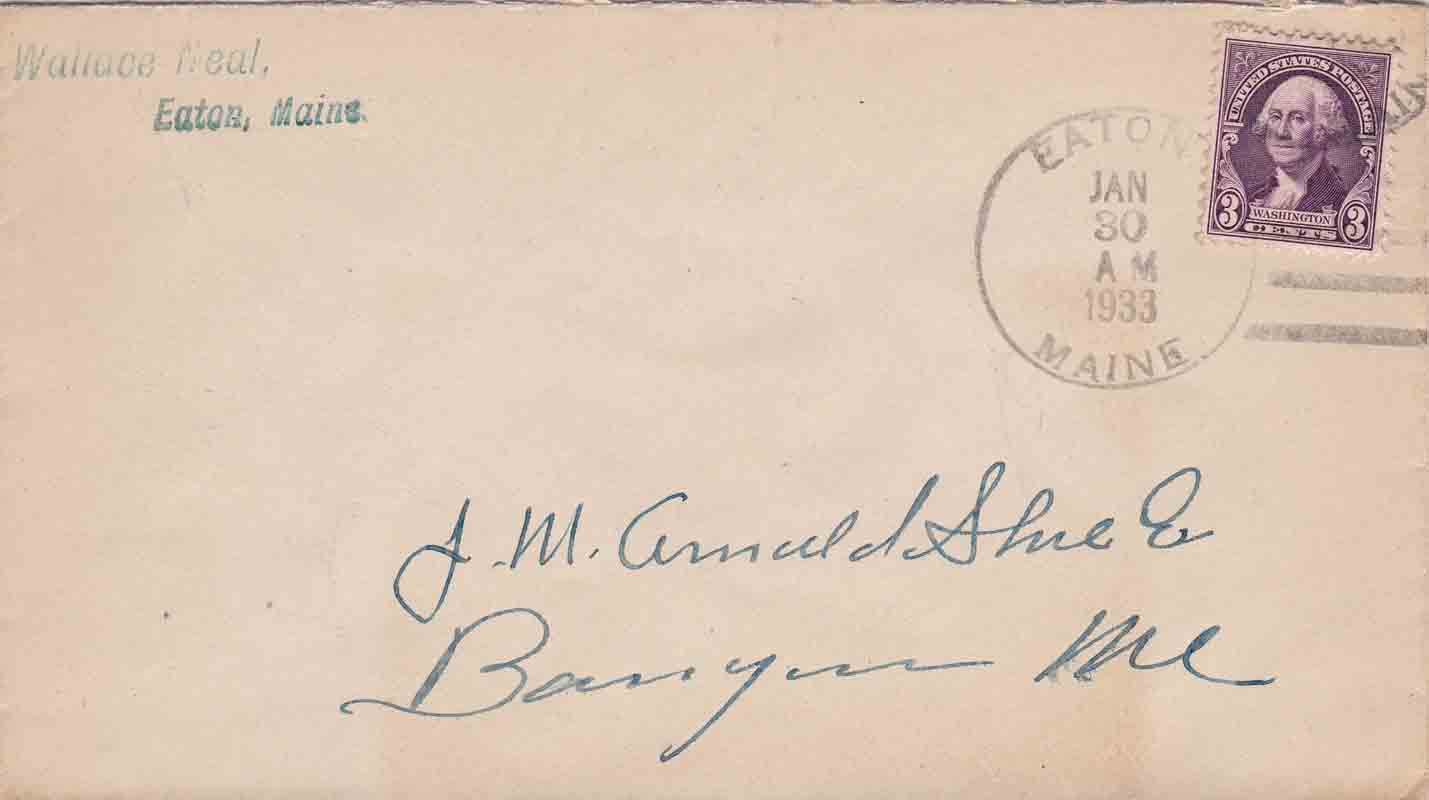 Wallace Neal,
Eaton, Maine.
EATON
JAN
30
A M
1933
MAINE
UNITED STATES POSTAGE
3 WASHINGTON 3
CENTS
J. M. Arnold Shoe Co
Bangor Me